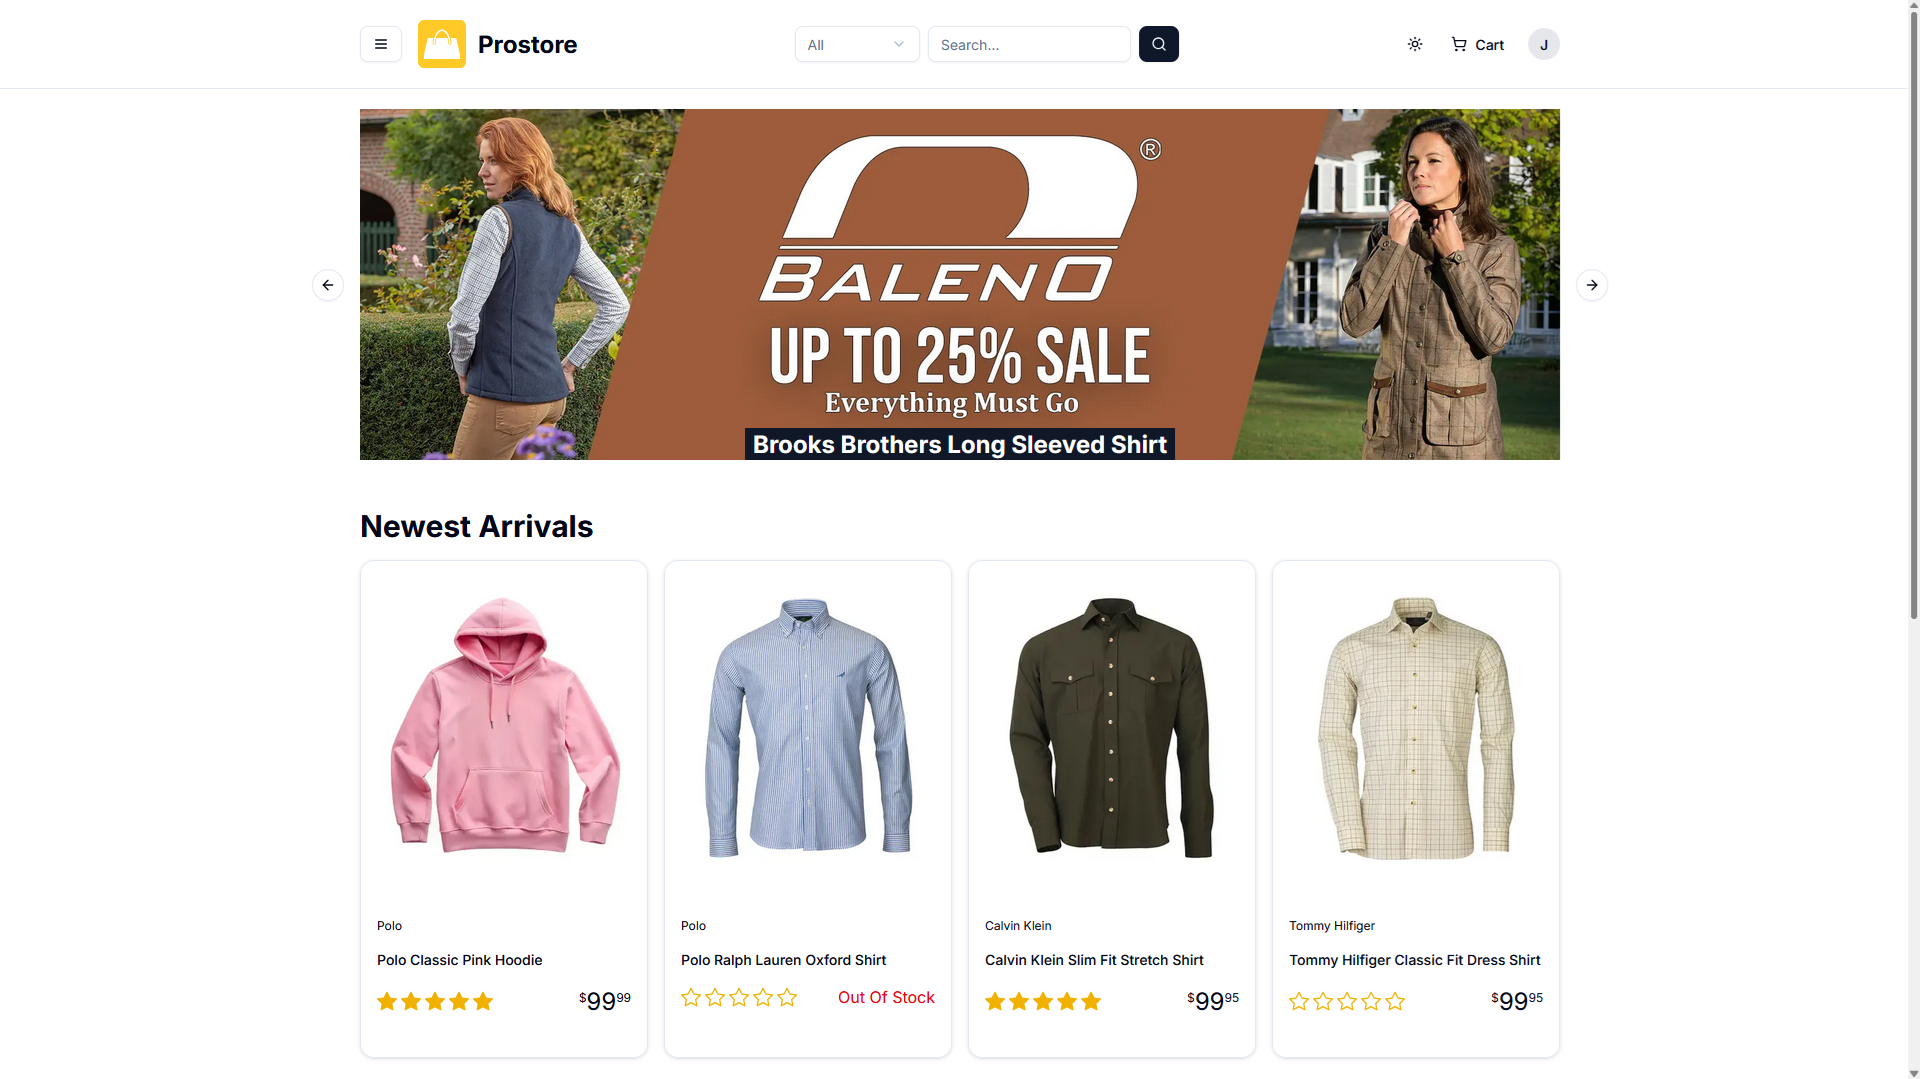 Prostore
All
Search...
Cart
J
®
BALENO
UP TO 25% SALE
Everything Must Go
Brooks Brothers Long Sleeved Shirt
Newest Arrivals
Polo
Polo Classic Pink Hoodie
$99.99
Polo
Polo Ralph Lauren Oxford Shirt
Out Of Stock
Calvin Klein
Calvin Klein Slim Fit Stretch Shirt
$99.95
Tommy Hilfiger
Tommy Hilfiger Classic Fit Dress Shirt
$99.95